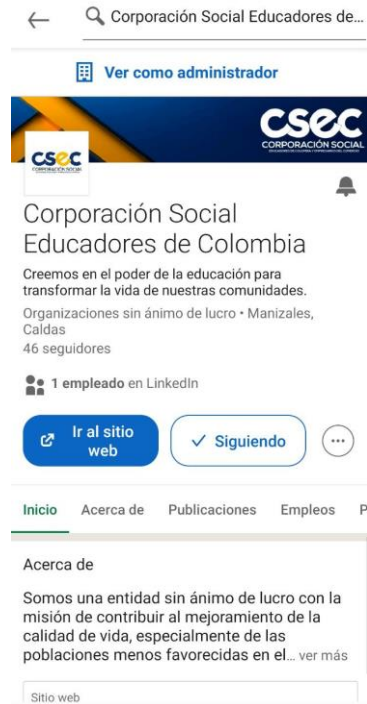 Corporación Social Educadores de...
Ver como administrador
csec
CORPORACIÓN SOCIAL
csec
Corporación Social
Educadores de Colombia
Creemos en el poder de la educación para
transformar la vida de nuestras comunidades.
Organizaciones sin ánimo de lucro • Manizales,
Caldas
46 seguidores
1 empleado en LinkedIn
Ir al sitio
web
Siguiendo
Inicio Acerca de Publicaciones Empleos P
Acerca de
Somos una entidad sin ánimo de lucro con la
misión de contribuir al mejoramiento de la
calidad de vida, especialmente de las
poblaciones menos favorecidas en el... ver más
Sitio web